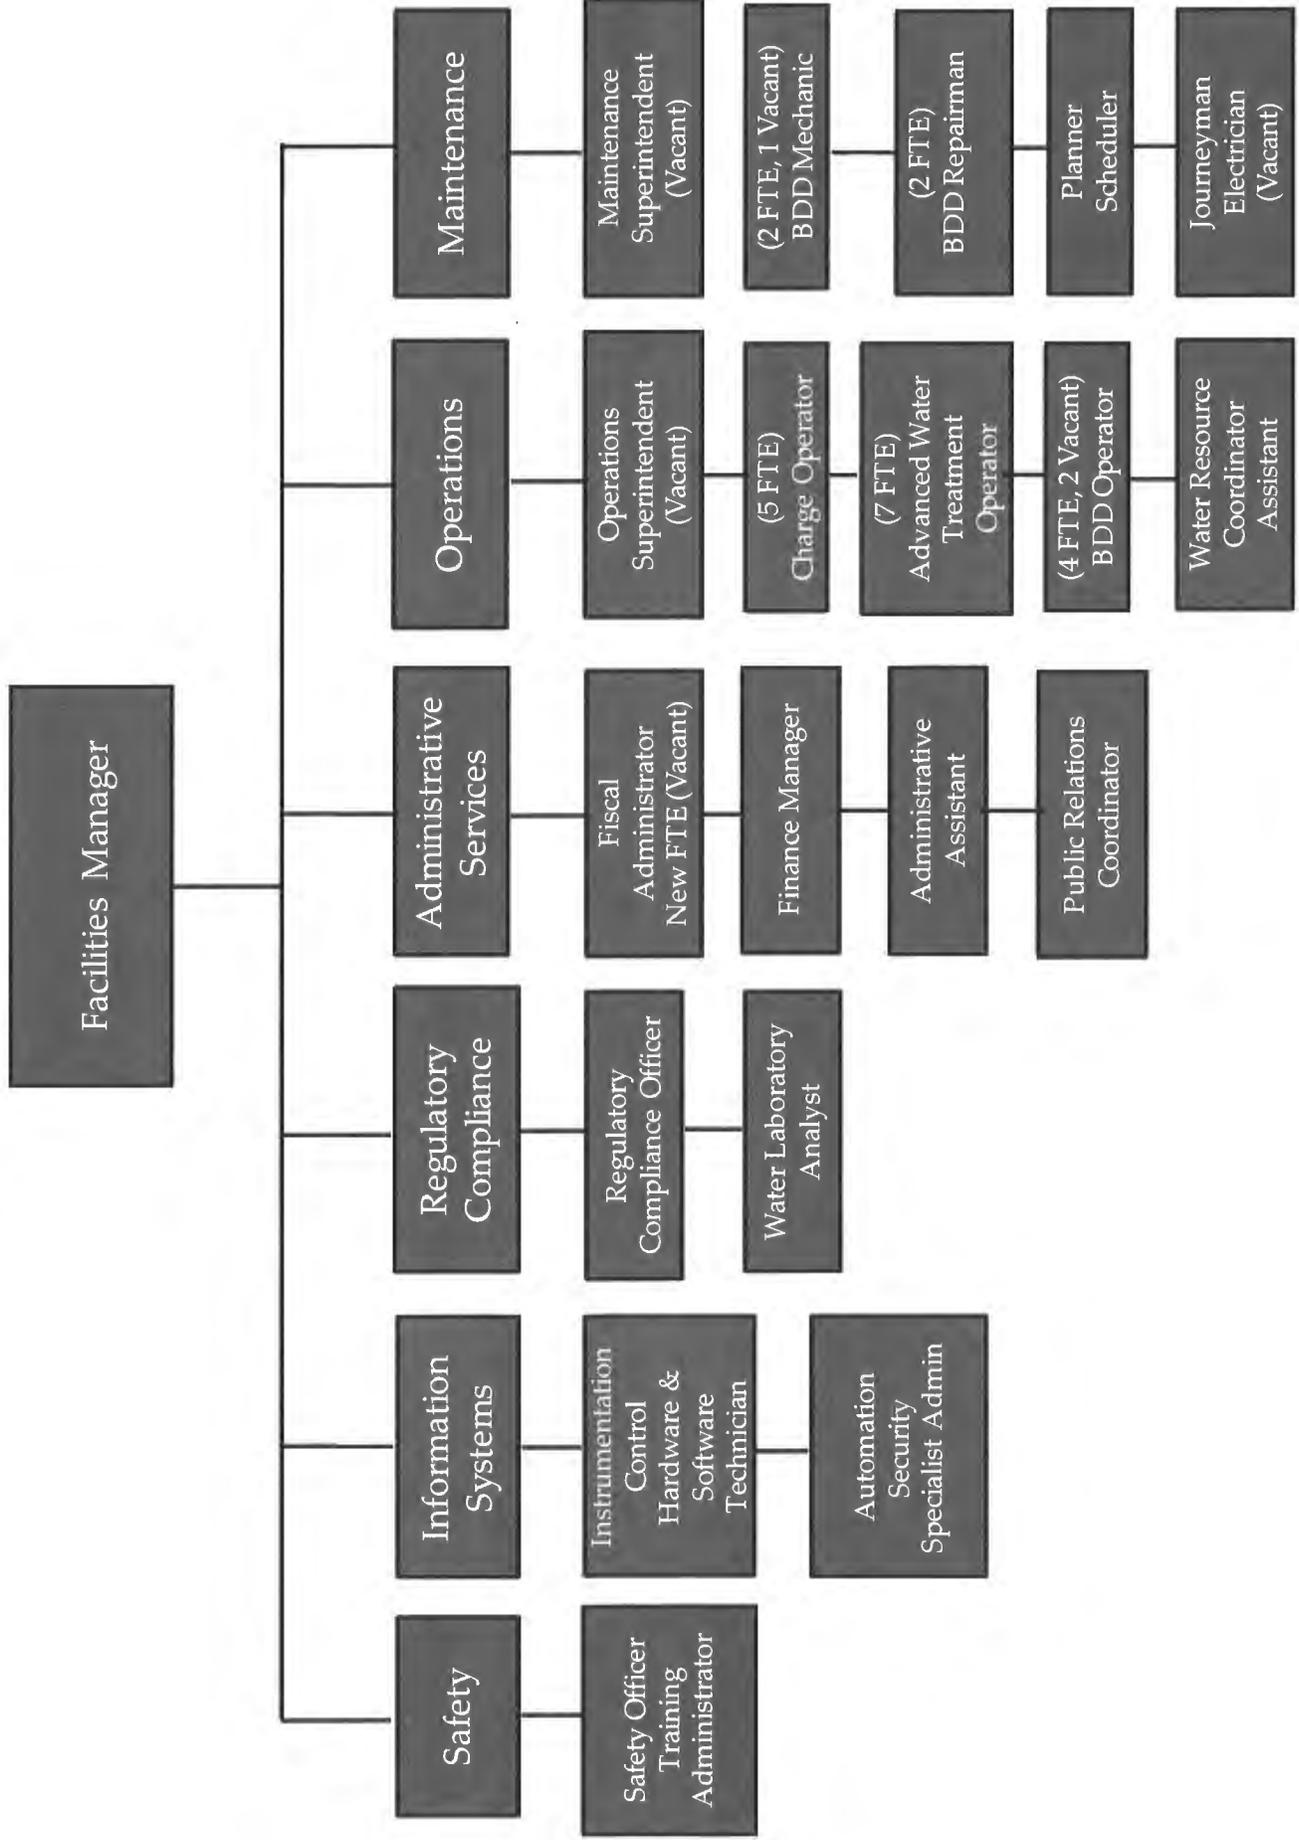 Facilities Manager
Safety
Safety Officer
Training
Administrator
Information
Systems
Instrumentation
Control
Hardware &
Software
Technician
Automation
Security
Specialist Admin
Regulatory
Compliance
Regulatory
Compliance Officer
Water Laboratory
Analyst
Administrative
Services
Fiscal
Administrator
New FTE (Vacant)
Finance Manager
Administrative
Assistant
Public Relations
Coordinator
Operations
Operations
Superintendent
(Vacant)
(5 FTE)
Charge Operator
(7 FTE)
Advanced Water
Treatment
Operator
(4 FTE, 2 Vacant)
BDD Operator
Water Resource
Coordinator
Assistant
Maintenance
Maintenance
Superintendent
(Vacant)
(2 FTE, 1 Vacant)
BDD Mechanic
(2 FTE)
BDD Repairman
Planner
Scheduler
Journeyman
Electrician
(Vacant)